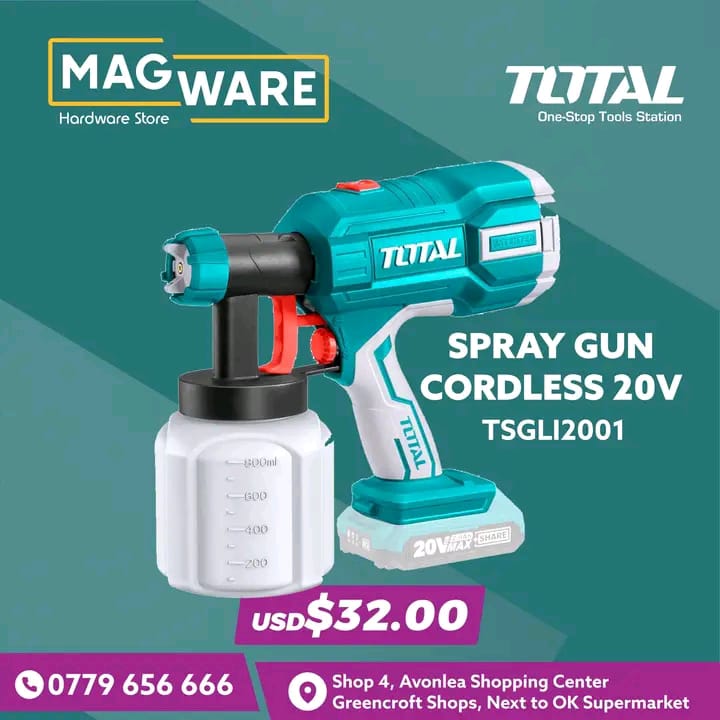 MAGWARE
Hardware Store
TOTAL
One-Stop Tools Station
TOTAL
SPRAY GUN
CORDLESS 20V
TSGLI2001
TOTAL
800ml
600
400
200
20V MAX SHARE
USD$32.00
0779 656 666
Shop 4, Avonlea Shopping Center
Greencroft Shops, Next to OK Supermarket